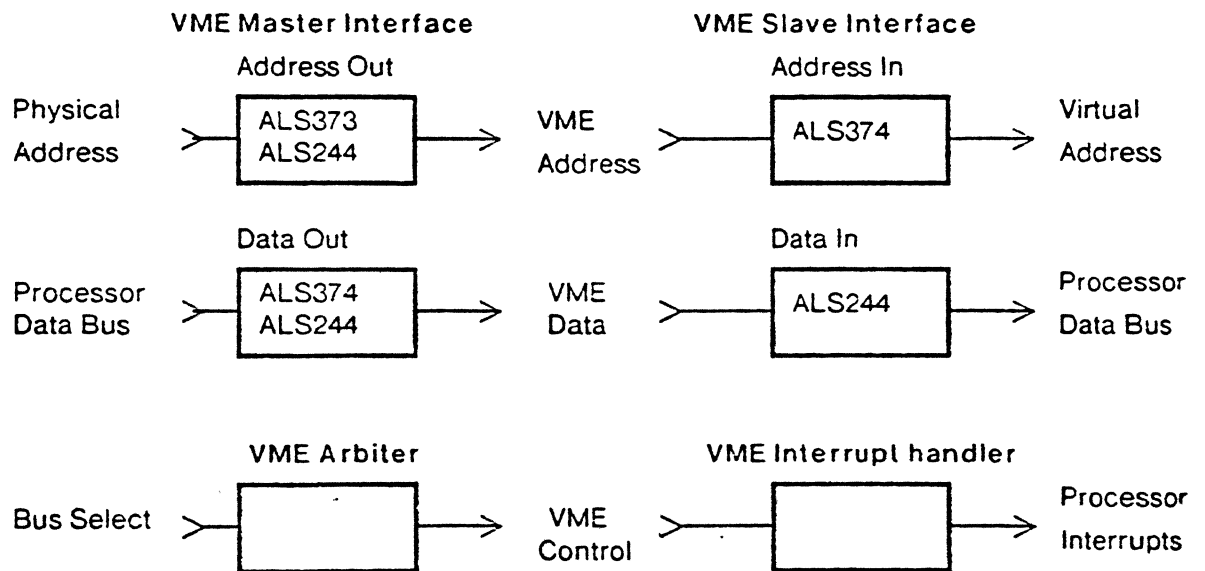 VME Master Interface
VME Slave Interface
Address Out
Address In
Physical
Address
ALS373
ALS244
VME
Address
ALS374
Virtual
Address
Data Out
Data In
Processor
Data Bus
ALS374
ALS244
VME
Data
ALS244
Processor
Data Bus
VME Arbiter
VME Interrupt handler
Bus Select
VME
Control
Processor
Interrupts